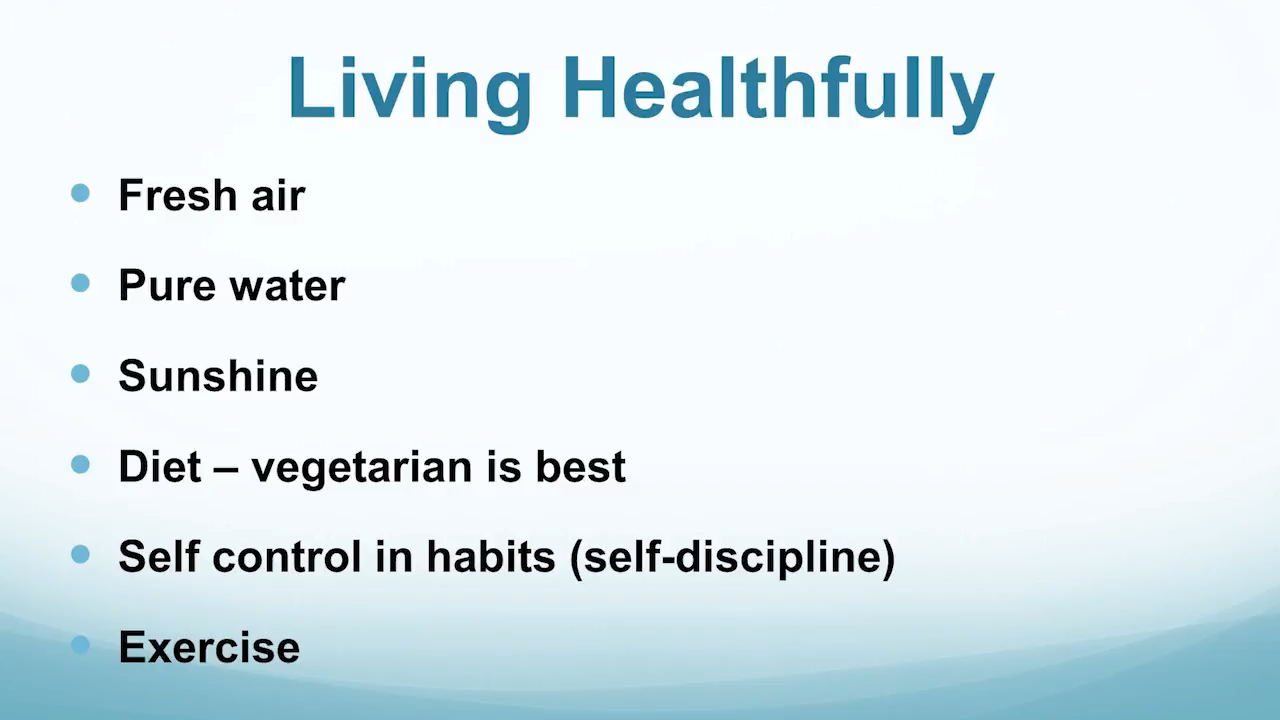 Living Healthfully
• Fresh air
• Pure water
• Sunshine
• Diet – vegetarian is best
• Self control in habits (self-discipline)
• Exercise